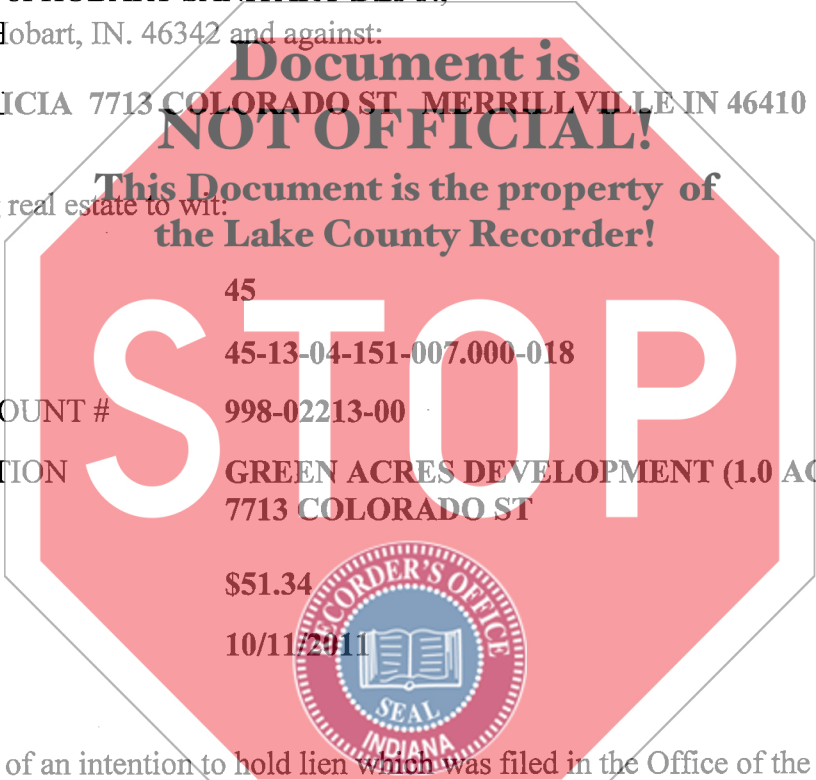 Hobart, IN. 46342 and against:
Document is
ICIA 7713 COLORADO ST MERRILLVILLE IN 46410
NOT OFFICIAL!
This Document is the property of
real estate to wit:
the Lake County Recorder!
45
STOP
45-13-04-151-007.000-018
OUNT # 998-02213-00
TION GREEN ACRES DEVELOPMENT (1.0 AC
7713 COLORADO ST
$51.34
10/11/2011
RECORDER'S OFFICE
SEAL
INDIANA
of an intention to hold lien which was filed in the Office of the